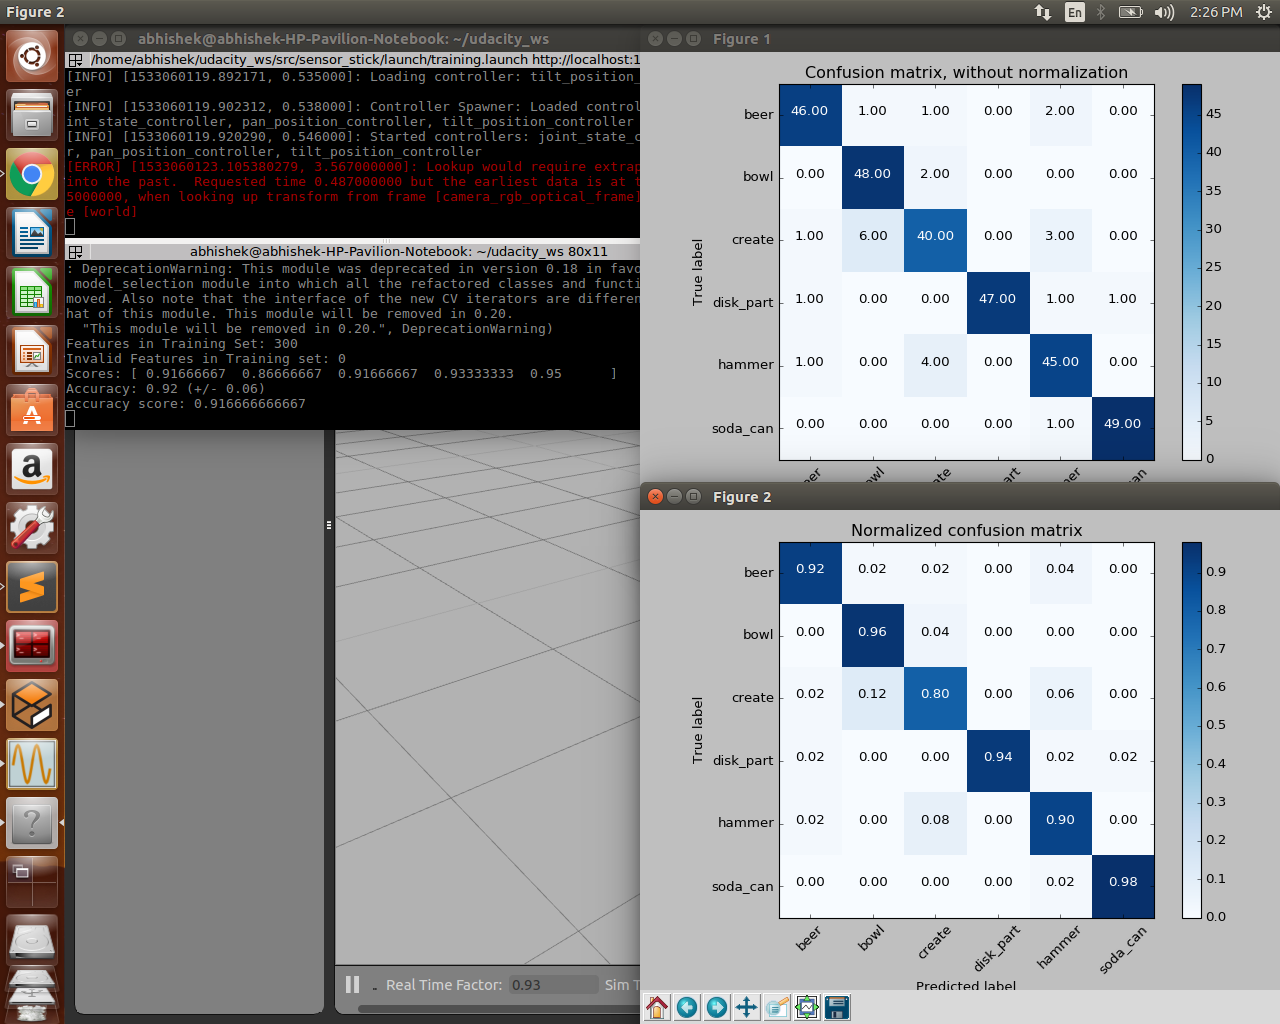 Figure 2
En
2:26 PM
abhishek@abhishek-HP-Pavilion-Notebook: ~/udacity_ws
/home/abhishek/udacity_ws/src/sensor_stick/launch/training.launch http://localhost:1
[INFO] [1533060119.892171, 0.535000]: Loading controller: tilt_position_
er
[INFO] [1533060119.902312, 0.538000]: Controller Spawner: Loaded control
int_state_controller, pan_position_controller, tilt_position_controller
[INFO] [1533060119.920290, 0.546000]: Started controllers: joint_state_c
r, pan_position_controller, tilt_position_controller
[ERROR] [1533060123.105380279, 3.567000000]: Lookup would require extrap
into the past.  Requested time 0.487000000 but the earliest data is at t
5000000, when looking up transform from frame [camera_rgb_optical_frame]
e [world]
abhishek@abhishek-HP-Pavilion-Notebook: ~/udacity_ws 80x11
: DeprecationWarning: This module was deprecated in version 0.18 in favo
model_selection module into which all the refactored classes and functi
moved. Also note that the interface of the new CV iterators are differen
hat of this module. This module will be removed in 0.20.
"This module will be removed in 0.20.", DeprecationWarning)
Features in Training Set: 300
Invalid Features in Training set: 0
Scores: [ 0.91666667  0.86666667  0.91666667  0.93333333  0.95      ]
Accuracy: 0.92 (+/- 0.06)
accuracy score: 0.916666666667
Real Time Factor: 0.93 Sim T
Figure 1
Confusion matrix, without normalization
True label
beer 46.00 1.00 1.00 0.00 2.00 0.00
bowl 0.00 48.00 2.00 0.00 0.00 0.00
create 1.00 6.00 40.00 0.00 3.00 0.00
disk_part 1.00 0.00 0.00 47.00 1.00 1.00
hammer 1.00 0.00 4.00 0.00 45.00 0.00
soda_can 0.00 0.00 0.00 0.00 1.00 49.00
eer owl ate art ner an
45
40
35
30
25
20
15
10
5
0
Figure 2
Normalized confusion matrix
True label
beer 0.92 0.02 0.02 0.00 0.04 0.00
bowl 0.00 0.96 0.04 0.00 0.00 0.00
create 0.02 0.12 0.80 0.00 0.06 0.00
disk_part 0.02 0.00 0.00 0.94 0.02 0.02
hammer 0.02 0.00 0.08 0.00 0.90 0.00
soda_can 0.00 0.00 0.00 0.00 0.02 0.98
beer bowl create disk_part hammer soda_can
Predicted label
0.9
0.8
0.7
0.6
0.5
0.4
0.3
0.2
0.1
0.0